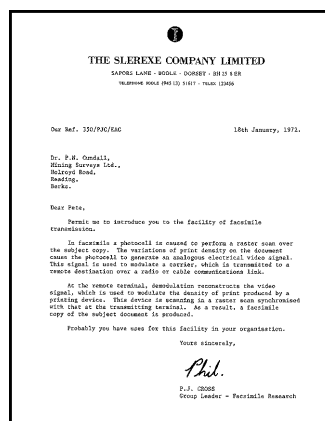 THE SLEREXE COMPANY LIMITED
SAPORS LANE - BOOLE - DORSET - BH 25 8 ER
TELEPHONE BOOLE (945 13) 51617 - TELEX 123456
Our Ref. 350/PJC/EAC 18th January, 1972.
Dr. P.N. Cundall,
Mining Surveys Ltd.,
Holroyd Road,
Reading,
Berks.
Dear Pete,
Permit me to introduce you to the facility of facsimile
transmission.
In facsimile a photocell is caused to perform a raster scan over
the subject copy. The variations of print density on the document
cause the photocell to generate an analogous electrical video signal.
This signal is used to modulate a carrier, which is transmitted to a
remote destination over a radio or cable communications link.
At the remote terminal, demodulation reconstructs the video
signal, which is used to modulate the density of print produced by a
printing device. This device is scanning in a raster scan synchronised
with that at the transmitting terminal. As a result, a facsimile
copy of the subject document is produced.
Probably you have uses for this facility in your organisation.
Yours sincerely,
Phil.
P.J. CROSS
Group Leader - Facsimile Research